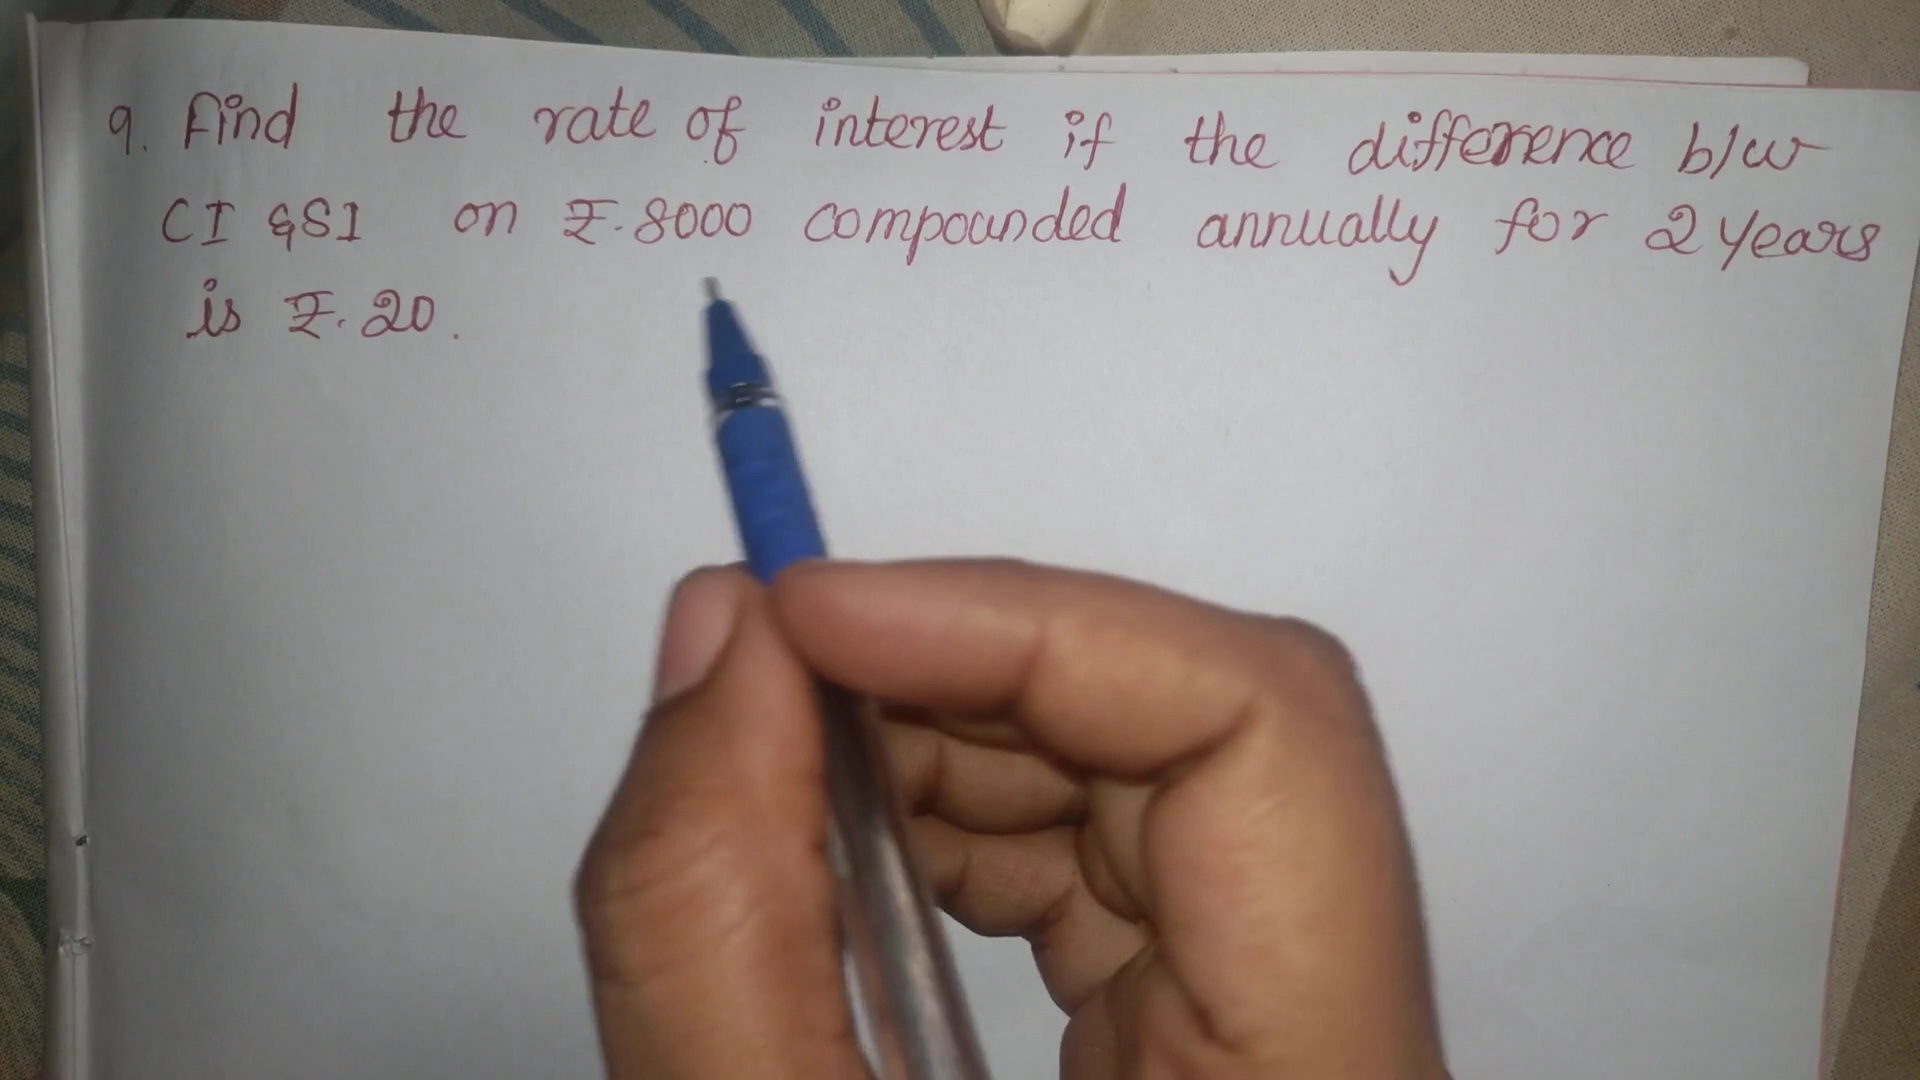 9. Find the rate of interest if the difference b/w
CI & SI on ₹.8000 compounded annually for 2 years
is ₹.20.